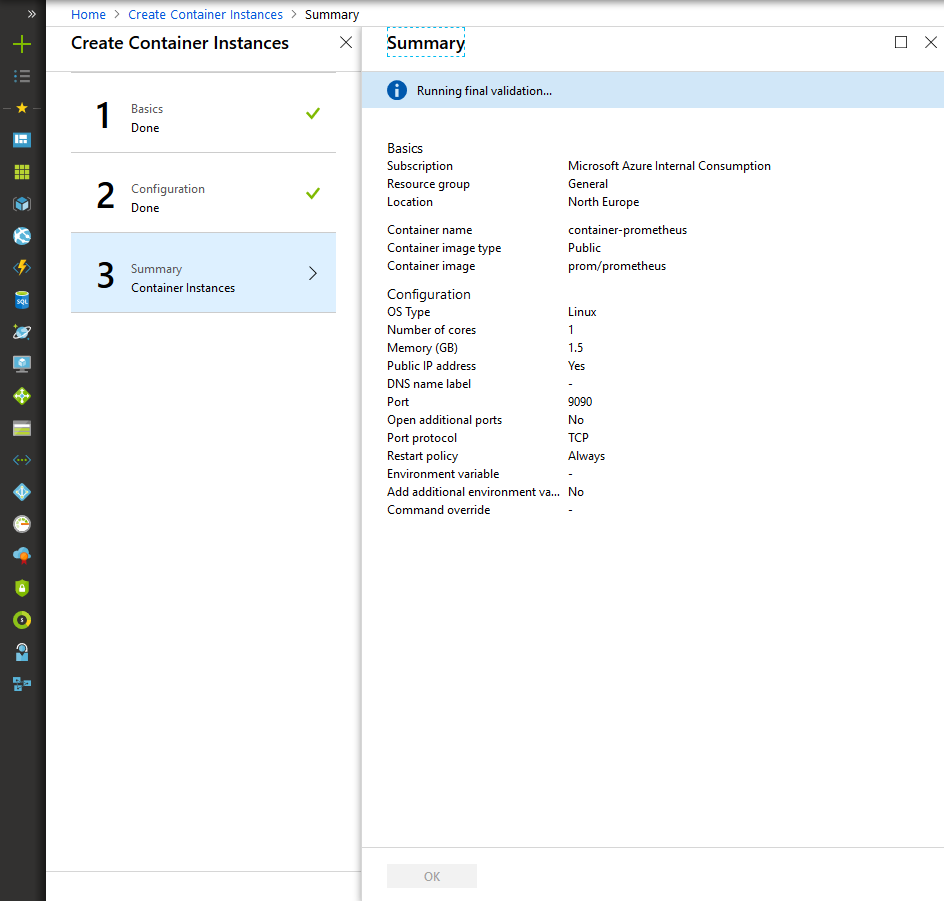 Home > Create Container Instances > Summary
Create Container Instances
1 Basics
Done
2 Configuration
Done
3 Summary
Container Instances
Summary
Running final validation...
Basics
Subscription Microsoft Azure Internal Consumption
Resource group General
Location North Europe
Container name container-prometheus
Container image type Public
Container image prom/prometheus
Configuration
OS Type Linux
Number of cores 1
Memory (GB) 1.5
Public IP address Yes
DNS name label -
Port 9090
Open additional ports No
Port protocol TCP
Restart policy Always
Environment variable -
Add additional environment va... No
Command override -
OK